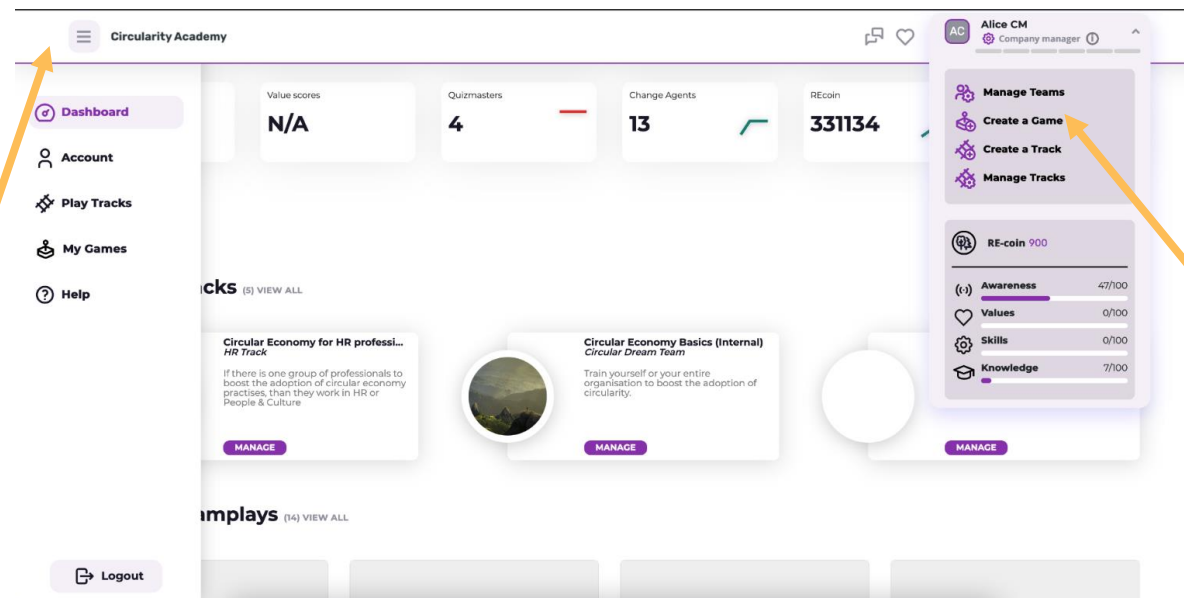 Circularity Academy
AC
Alice CM
Company manager
Dashboard
Account
Play Tracks
My Games
Help
Logout
Value scores
N/A
Quizmasters
4
Change Agents
13
REcoin
331134
Manage Teams
Create a Game
Create a Track
Manage Tracks
RE-coin 900
Awareness 47/100
Values 0/100
Skills 0/100
Knowledge 7/100
cks (5) VIEW ALL
Circular Economy for HR professi...
HR Track
If there is one group of professionals to
boost the adoption of circular economy
practises, than they work in HR or
People & Culture
MANAGE
Circular Economy Basics (Internal)
Circular Dream Team
Train yourself or your entire
organisation to boost the adoption of
circularity.
MANAGE
MANAGE
amplays (14) VIEW ALL